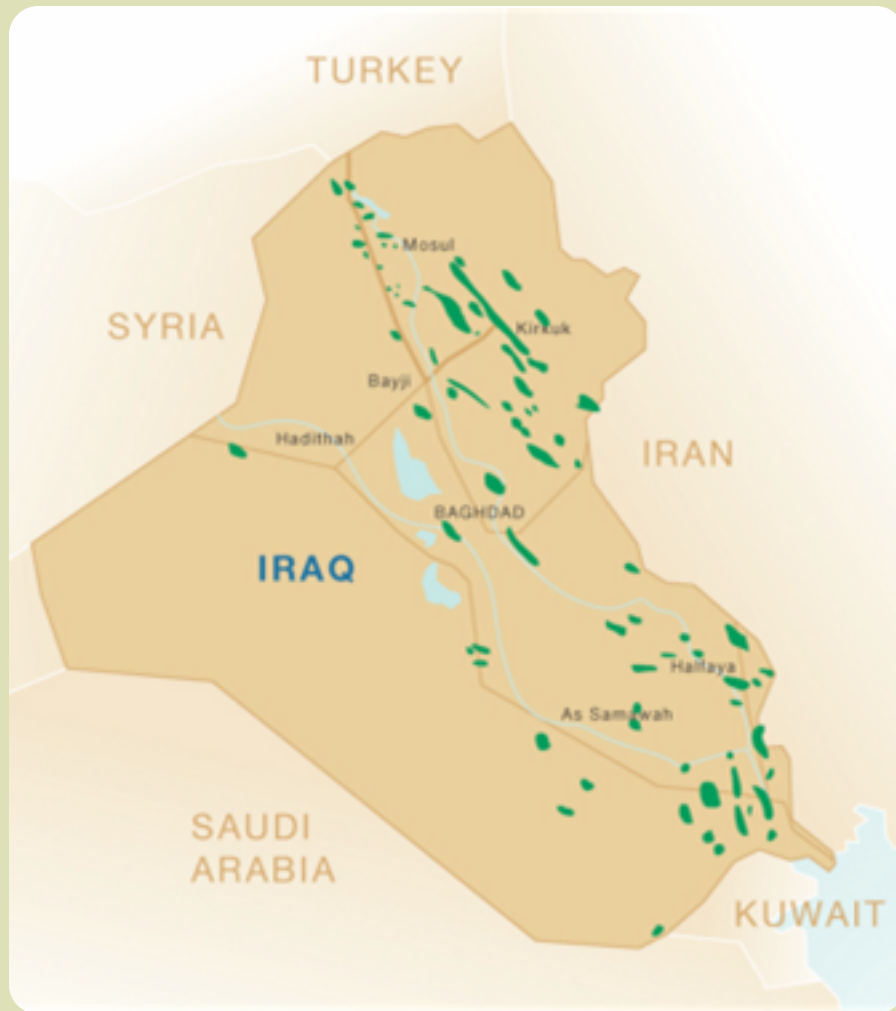 TURKEY
Mosul
SYRIA
Kirkuk
Bayji
Hadithah
IRAN
BAGHDAD
IRAQ
Halfaya
As Samawah
SAUDI
ARABIA
KUWAIT